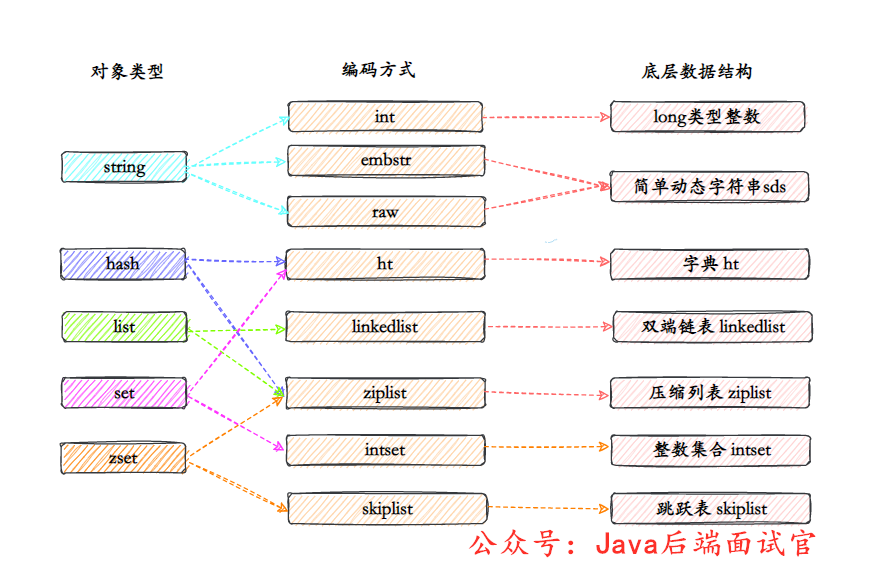 对象类型
编码方式
底层数据结构
int
long类型整数
string
embstr
简单动态字符串sds
raw
hash
ht
字典 ht
list
linkedlist
双端链表 linkedlist
set
ziplist
压缩列表 ziplist
zset
intset
整数集合 intset
skiplist
跳跃表 skiplist
公众号：Java后端面试官